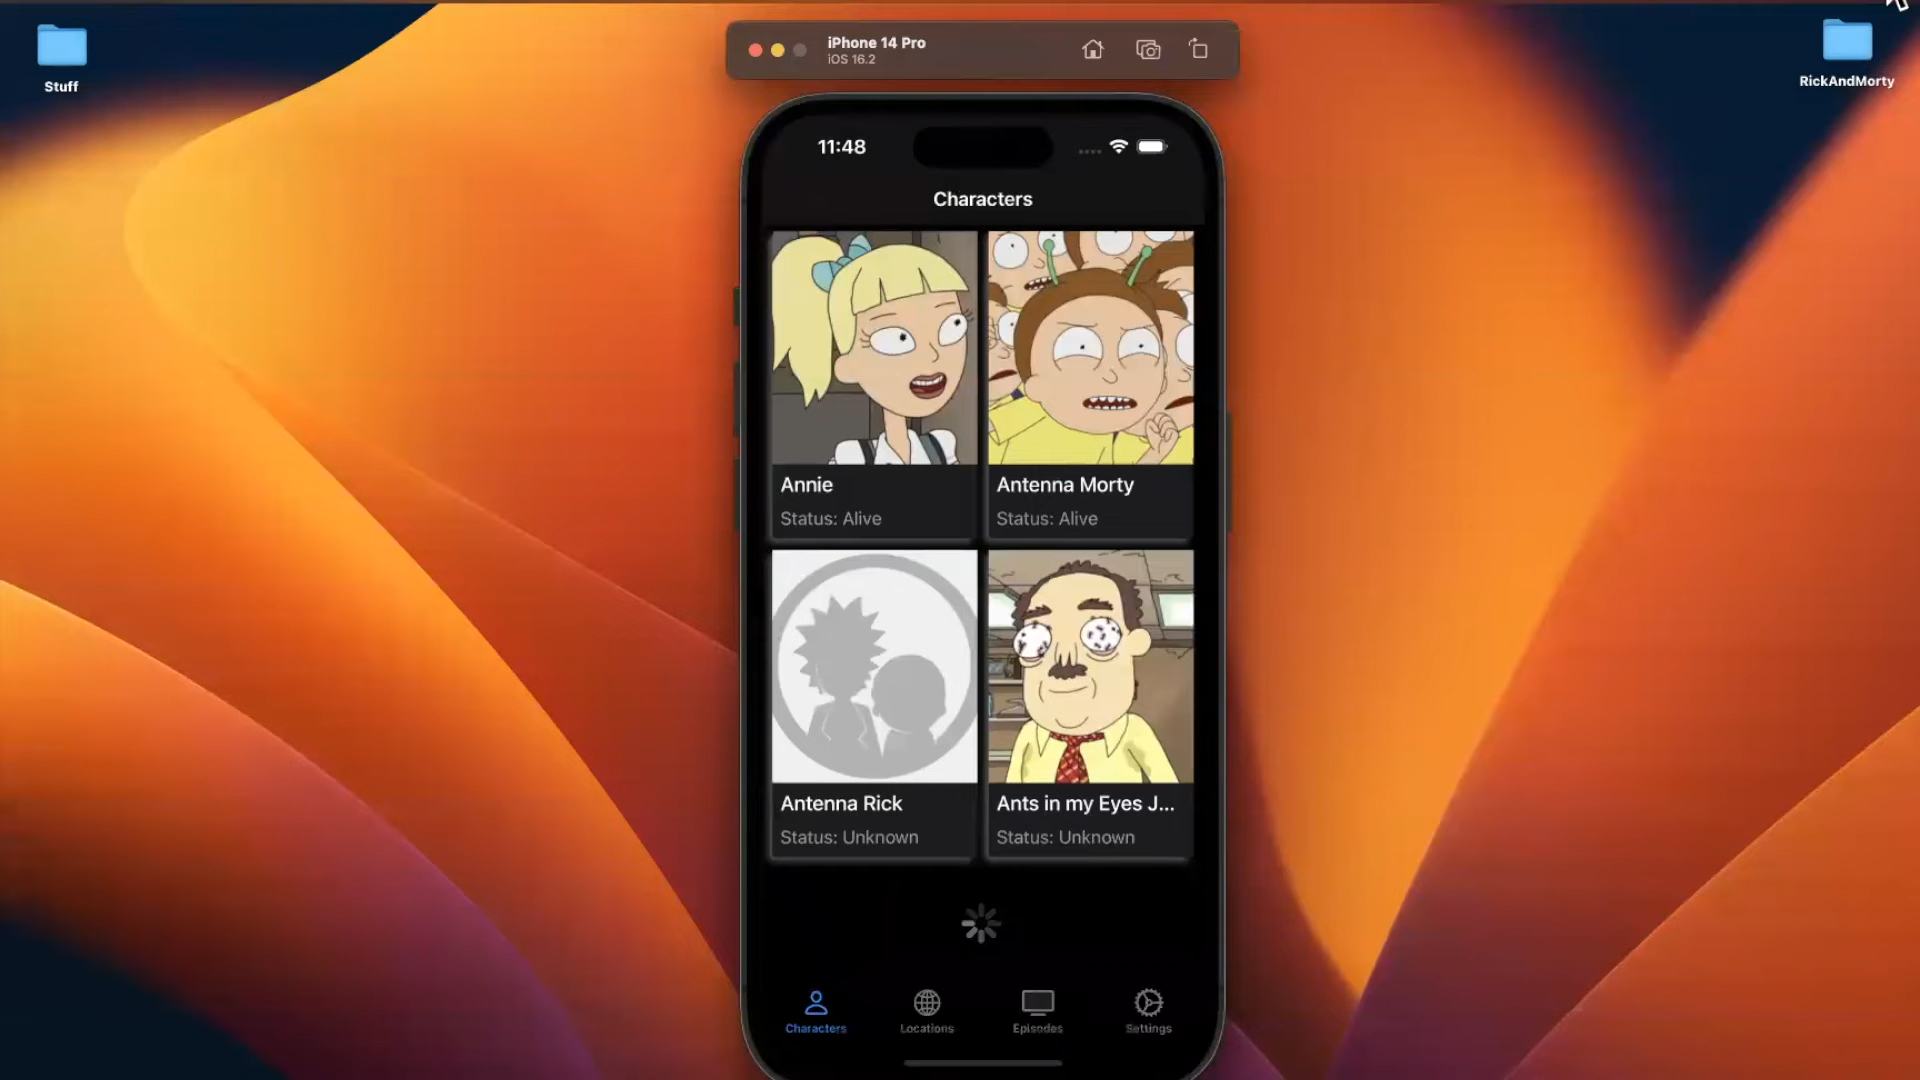 Stuff
iPhone 14 Pro
iOS 16.2
RickAndMorty
11:48
Characters
Annie
Status: Alive
Antenna Morty
Status: Alive
Antenna Rick
Status: Unknown
Ants in my Eyes J...
Status: Unknown
Characters
Locations
Episodes
Settings